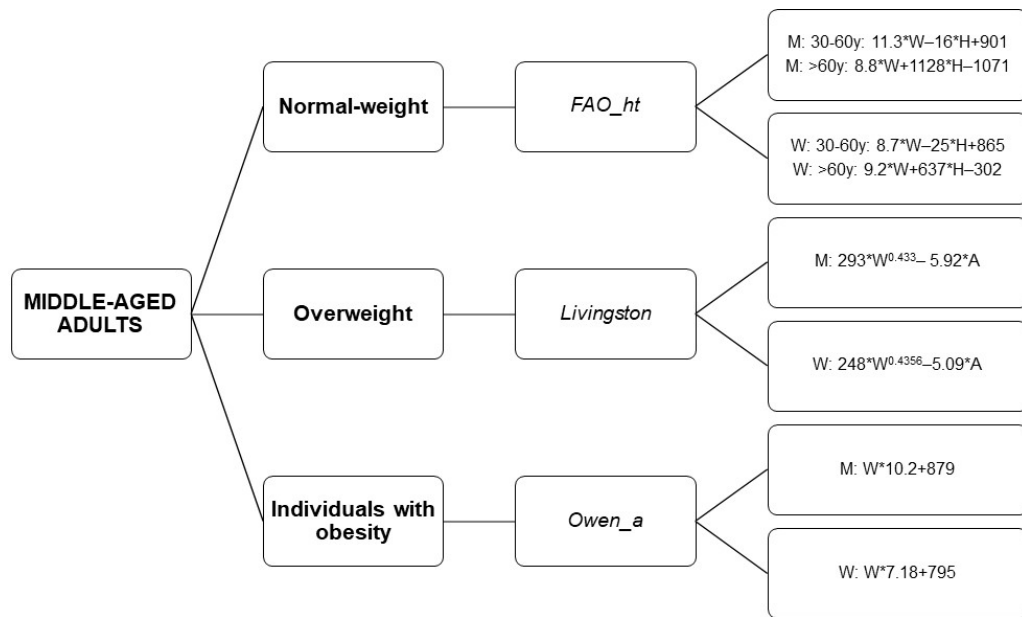 MIDDLE-AGED
ADULTS
Normal-weight
FAO_ht
M: 30-60y: 11.3*W–16*H+901
M: >60y: 8.8*W+1128*H–1071
W: 30-60y: 8.7*W–25*H+865
W: >60y: 9.2*W+637*H–302
Overweight
Livingston
M: 293*W^0.433– 5.92*A
W: 248*W^0.4356–5.09*A
Individuals with
obesity
Owen_a
M: W*10.2+879
W: W*7.18+795